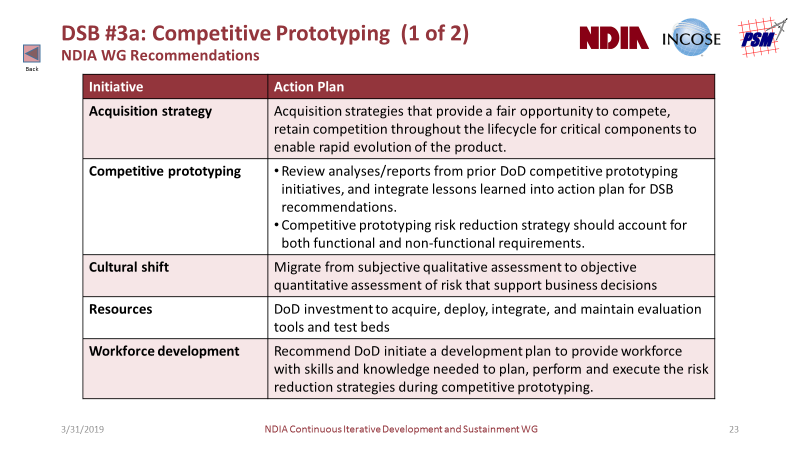 DSB #3a: Competitive Prototyping (1 of 2)
NDIA WG Recommendations
NDIA
INCOSE
PSM
Back
Initiative
Action Plan
Acquisition strategy
Acquisition strategies that provide a fair opportunity to compete,
retain competition throughout the lifecycle for critical components to
enable rapid evolution of the product.
Competitive prototyping
• Review analyses/reports from prior DoD competitive prototyping
initiatives, and integrate lessons learned into action plan for DSB
recommendations.
• Competitive prototyping risk reduction strategy should account for
both functional and non-functional requirements.
Cultural shift
Migrate from subjective qualitative assessment to objective
quantitative assessment of risk that support business decisions
Resources
DoD investment to acquire, deploy, integrate, and maintain evaluation
tools and test beds
Workforce development
Recommend DoD initiate a development plan to provide workforce
with skills and knowledge needed to plan, perform and execute the risk
reduction strategies during competitive prototyping.
3/31/2019
NDIA Continuous Iterative Development and Sustainment WG
23